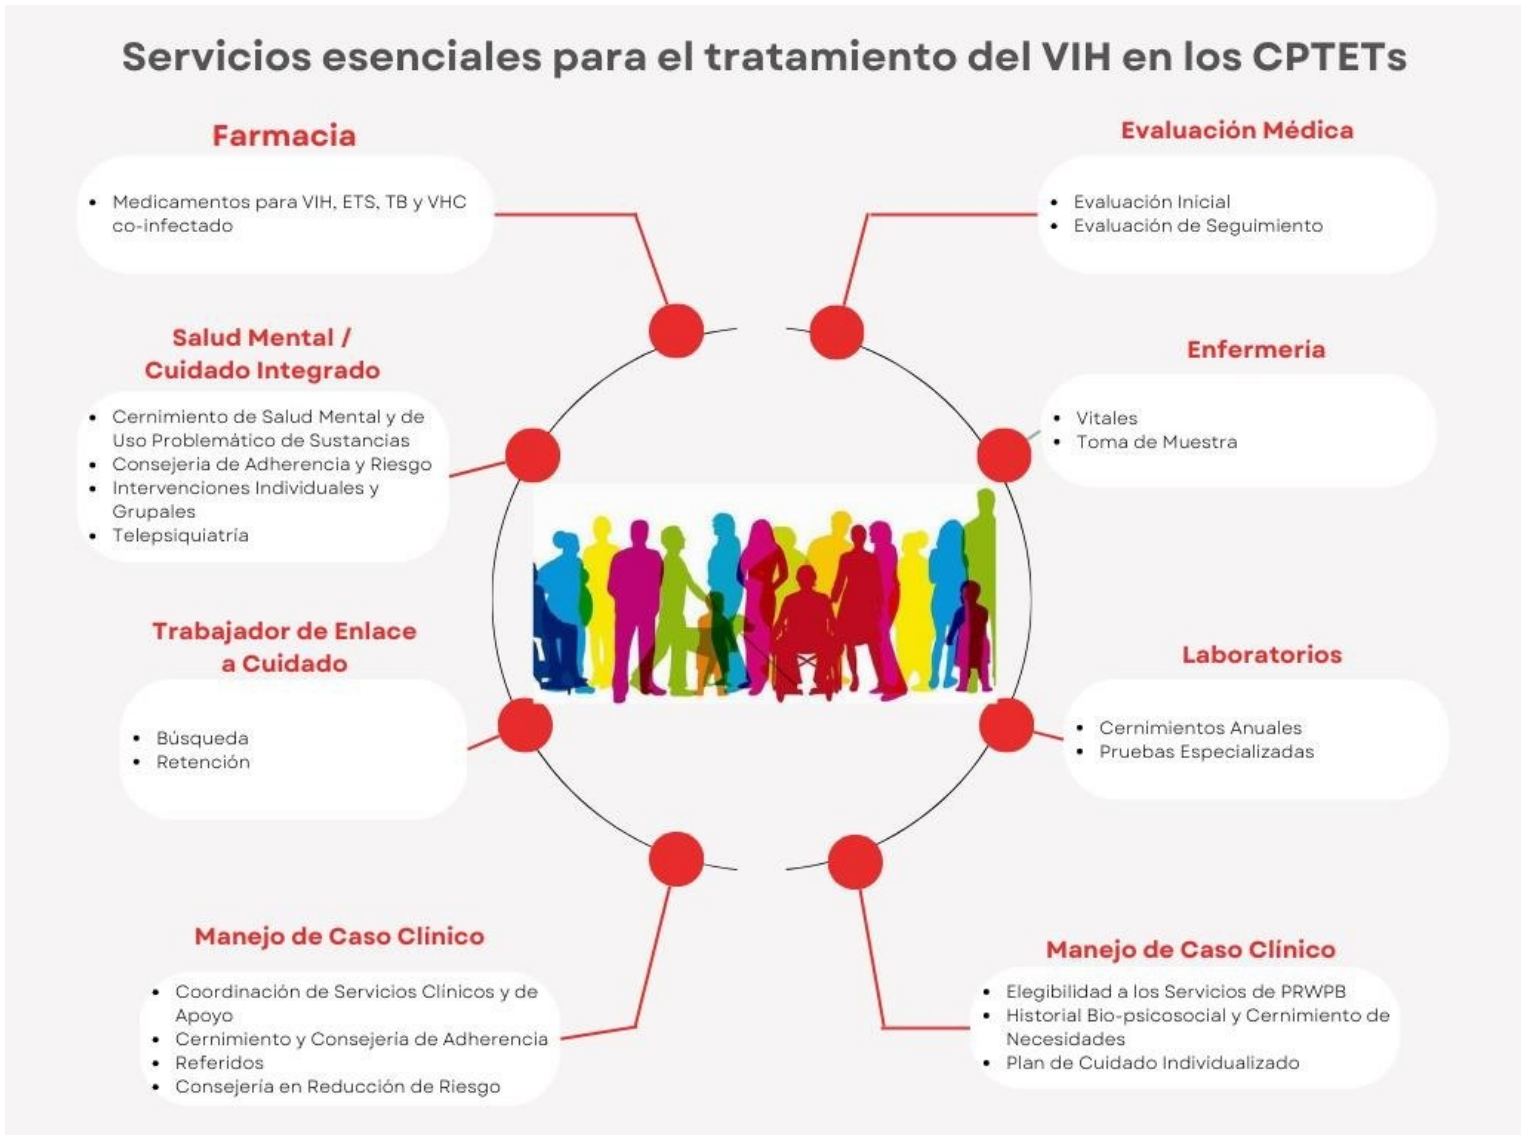 Servicios esenciales para el tratamiento del VIH en los CPTETs
Farmacia
• Medicamentos para VIH, ETS, TB y VHC
co-infectado
Salud Mental /
Cuidado Integrado
• Cernimiento de Salud Mental y de
Uso Problemático de Sustancias
• Consejería de Adherencia y Riesgo
• Intervenciones Individuales y
Grupales
• Telepsiquiatría
Trabajador de Enlace
a Cuidado
• Búsqueda
• Retención
Manejo de Caso Clínico
• Coordinación de Servicios Clínicos y de
Apoyo
• Cernimiento y Consejería de Adherencia
• Referidos
• Consejería en Reducción de Riesgo
Evaluación Médica
• Evaluación Inicial
• Evaluación de Seguimiento
Enfermería
• Vitales
• Toma de Muestra
Laboratorios
• Cernimientos Anuales
• Pruebas Especializadas
Manejo de Caso Clínico
• Elegibilidad a los Servicios de PRWPB
• Historial Bio-psicosocial y Cernimiento de
Necesidades
• Plan de Cuidado Individualizado